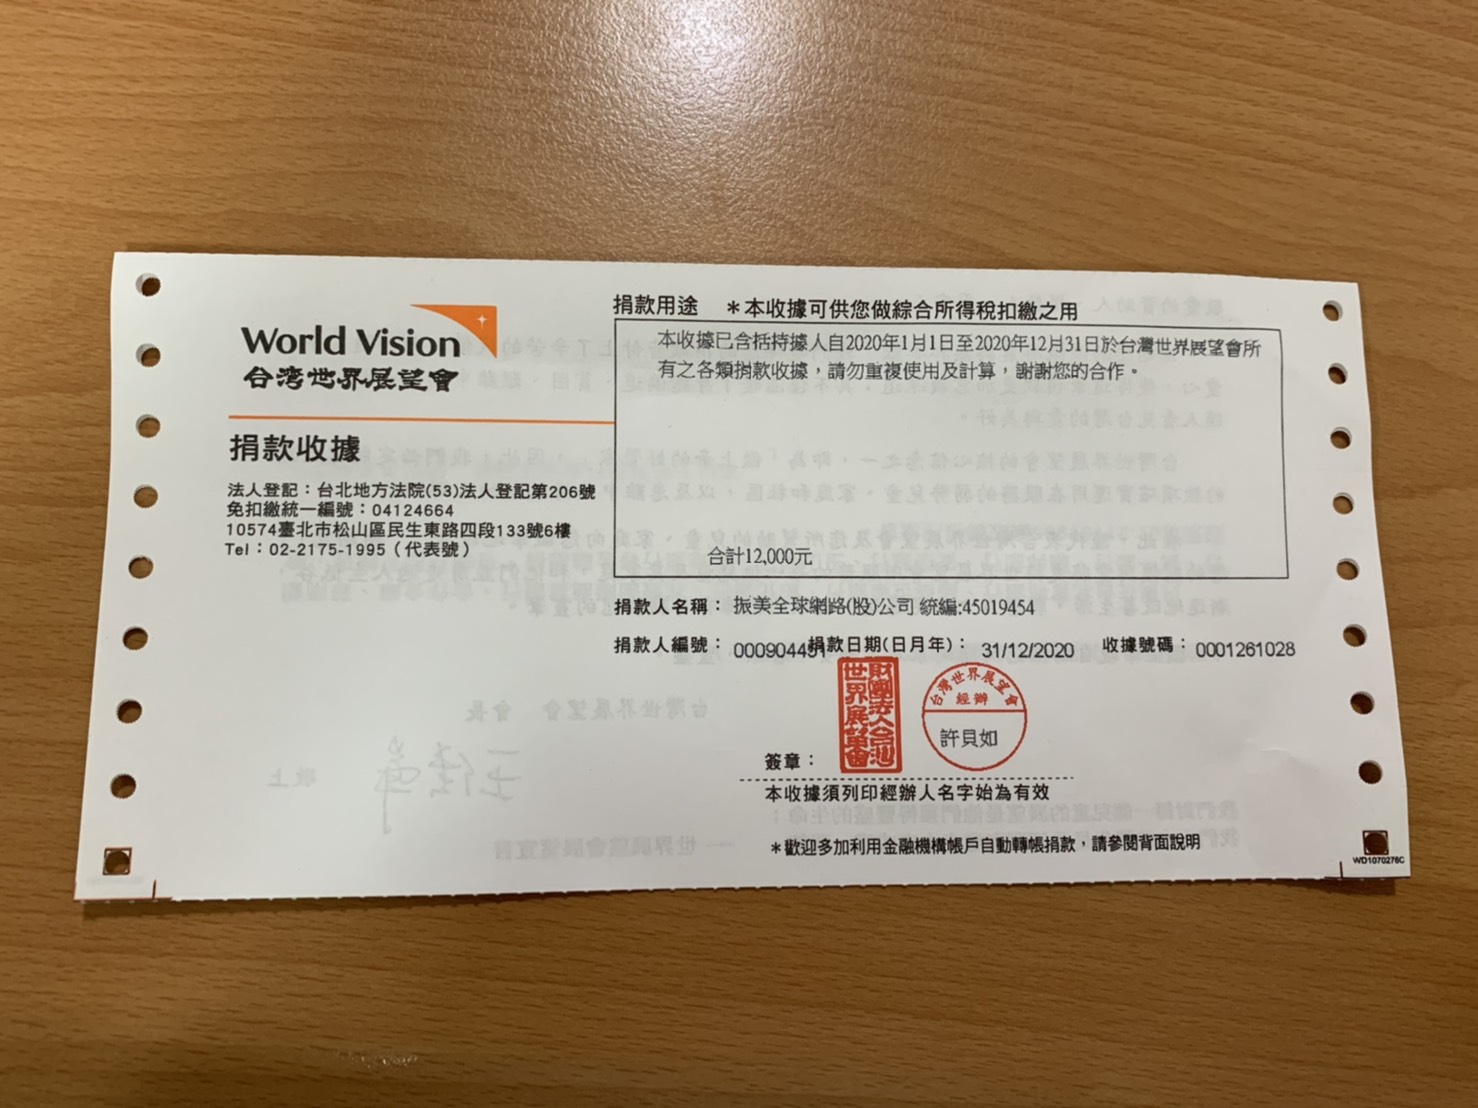 World Vision
台灣世界展望會
捐款收據
法人登記：台北地方法院(53)法人登記第206號
免扣繳統一編號：04124664
10574臺北市松山區民生東路四段133號6樓
Tel：02-2175-1995（代表號）
捐款用途 ＊本收據可供您做綜合所得稅扣繳之用
本收據已含括持據人自2020年1月1日至2020年12月31日於台灣世界展望會所
有之各類捐款收據，請勿重複使用及計算，謝謝您的合作。
合計12,000元
捐款人名稱： 振美全球網路(股)公司 統編:45019454
捐款人編號： 000904451 捐款日期(日月年)： 31/12/2020 收據號碼： 0001261028
簽章：
財團法人台灣
世界展望會
台灣世界展望會
經辦
許貝如
本收據須列印經辦人名字始為有效
＊歡迎多加利用金融機構帳戶自動轉帳捐款，請參閱背面說明
WD1070276C